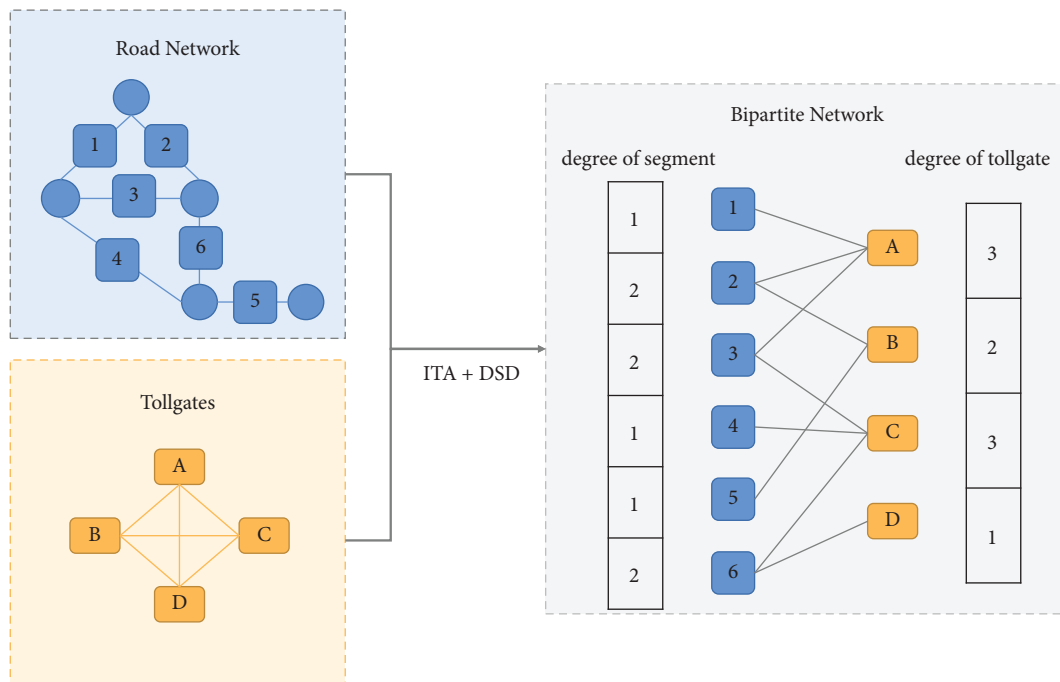 Road Network
1
2
3
4
6
5
Tollgates
A
B
C
D
ITA + DSD
Bipartite Network
degree of segment
degree of tollgate
1
2
2
1
1
2
1
2
3
4
5
6
A
B
C
D
3
2
3
1